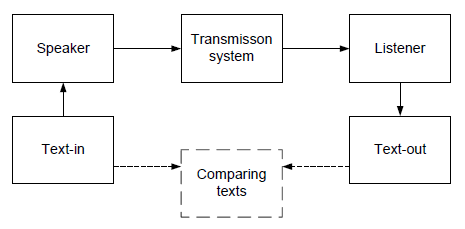 Speaker
Transmisson
system
Listener
Text-in
Comparing
texts
Text-out